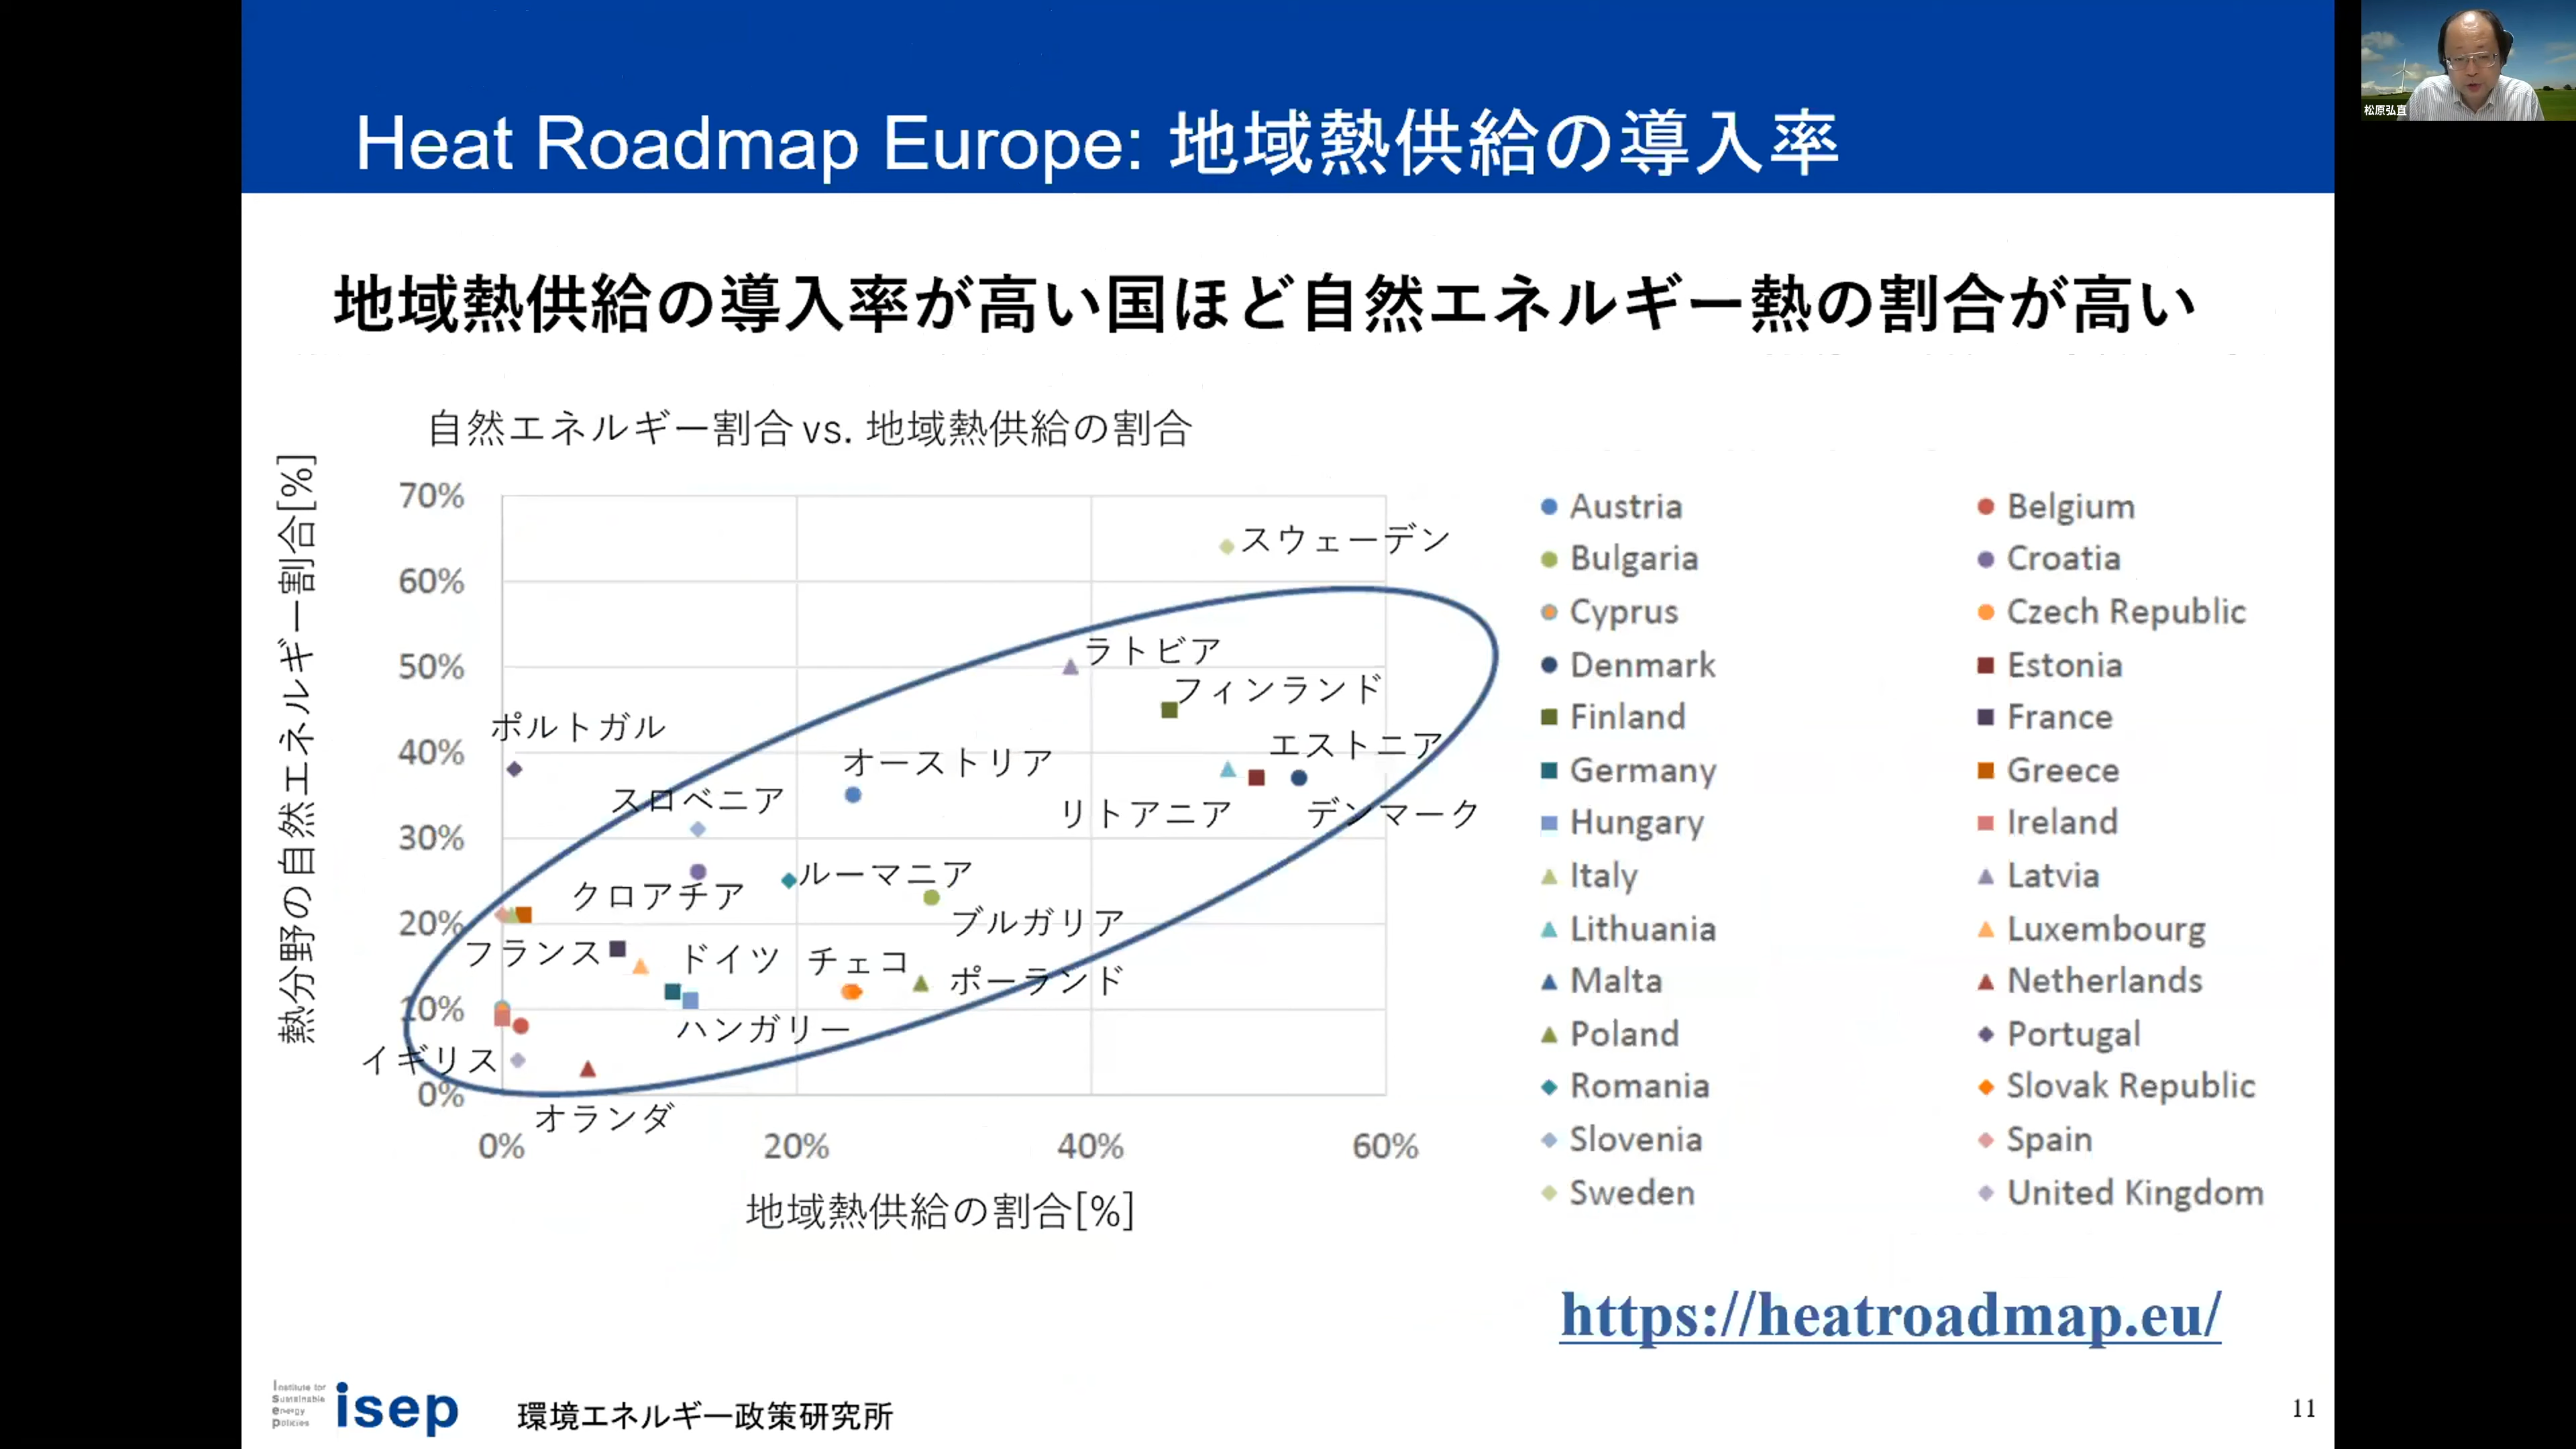 Heat Roadmap Europe: 地域熱供給の導入率
松原弘直
地域熱供給の導入率が高い国ほど自然エネルギー熱の割合が高い
自然エネルギー割合 vs. 地域熱供給の割合
熱分野の自然エネルギー割合[%]
70%
60%
50%
40%
30%
20%
10%
0%
スウェーデン
ラトビア
フィンランド
ポルトガル
エストニア
オーストリア
スロベニア
リトアニア
デンマーク
ルーマニア
クロアチア
ブルガリア
フランス
ドイツ
チェコ
ポーランド
ハンガリー
イギリス
オランダ
0%
20%
40%
60%
地域熱供給の割合[%]
Austria
Belgium
Bulgaria
Croatia
Cyprus
Czech Republic
Denmark
Estonia
Finland
France
Germany
Greece
Hungary
Ireland
Italy
Latvia
Lithuania
Luxembourg
Malta
Netherlands
Poland
Portugal
Romania
Slovak Republic
Slovenia
Spain
Sweden
United Kingdom
https://heatroadmap.eu/
Institute for
Sustainable
Energy
Policies
isep
環境エネルギー政策研究所
11